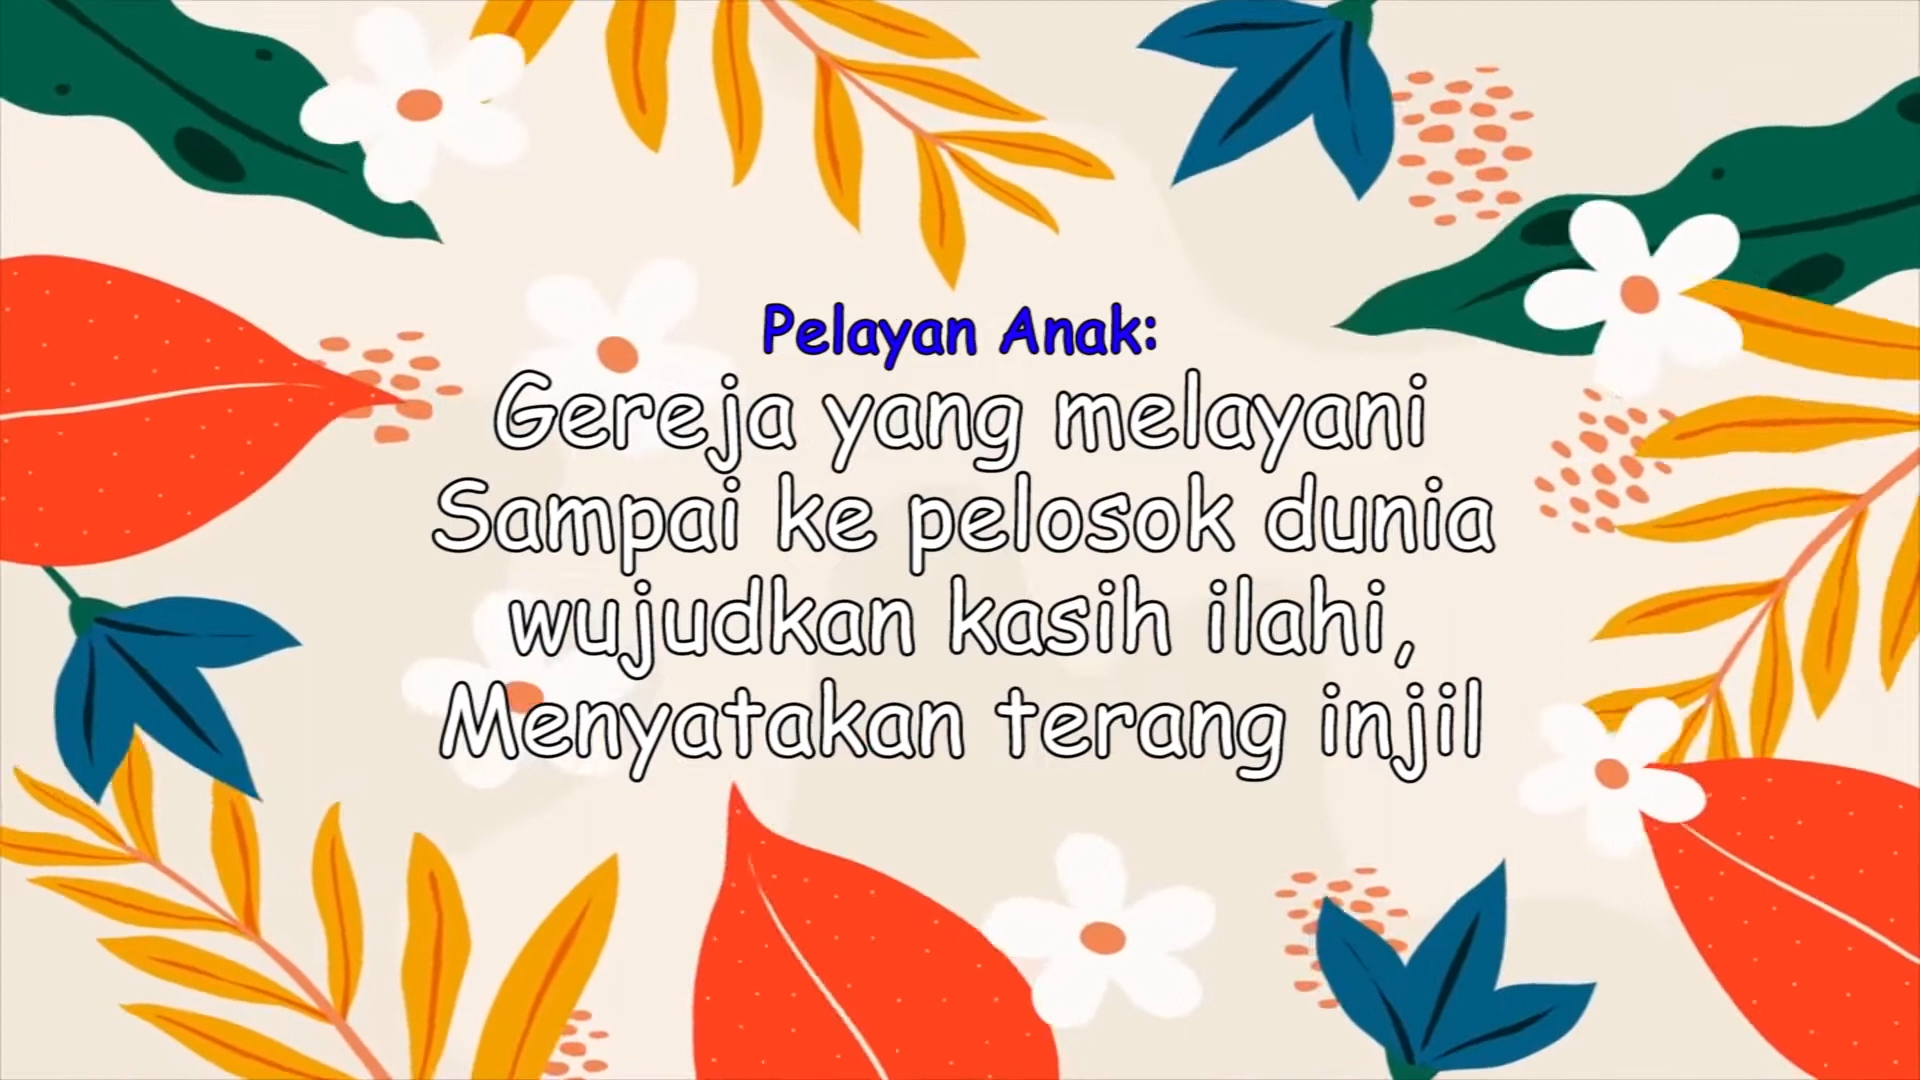 Pelayan Anak:
Gereja yang melayani
Sampai ke pelosok dunia
wujudkan kasih ilahi,
Menyatakan terang injil